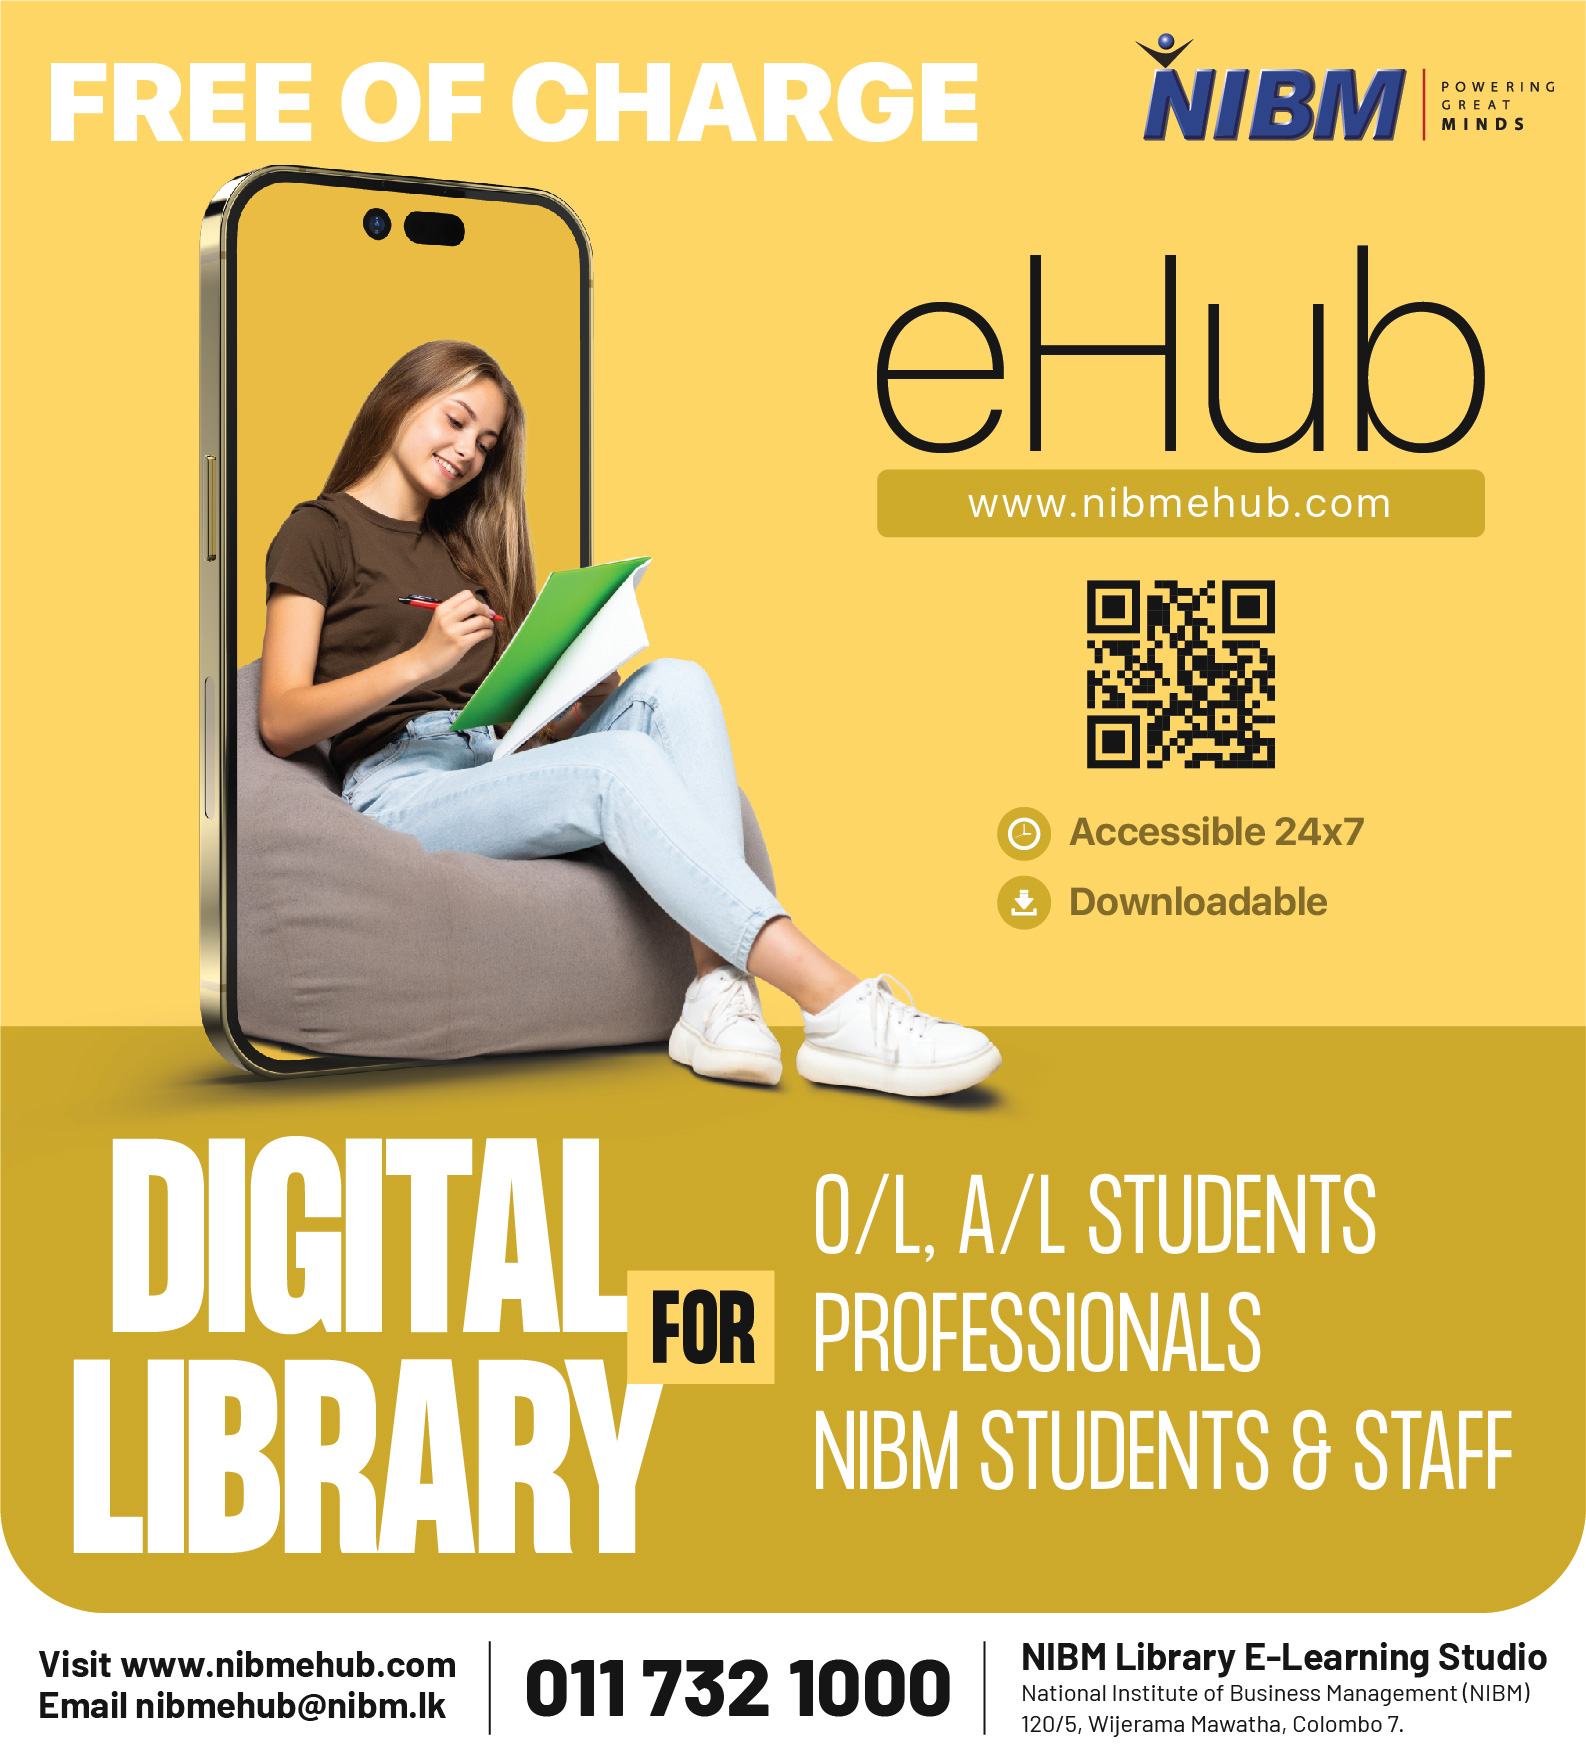 FREE OF CHARGE
NIBM
POWERING
GREAT
MINDS
eHub
www.nibmehub.com
Accessible 24x7
Downloadable
DIGITAL
LIBRARY
FOR
O/L, A/L STUDENTS
PROFESSIONALS
NIBM STUDENTS & STAFF
Visit www.nibmehub.com
Email nibmehub@nibm.lk
011 732 1000
NIBM Library E-Learning Studio
National Institute of Business Management (NIBM)
120/5, Wijerama Mawatha, Colombo 7.